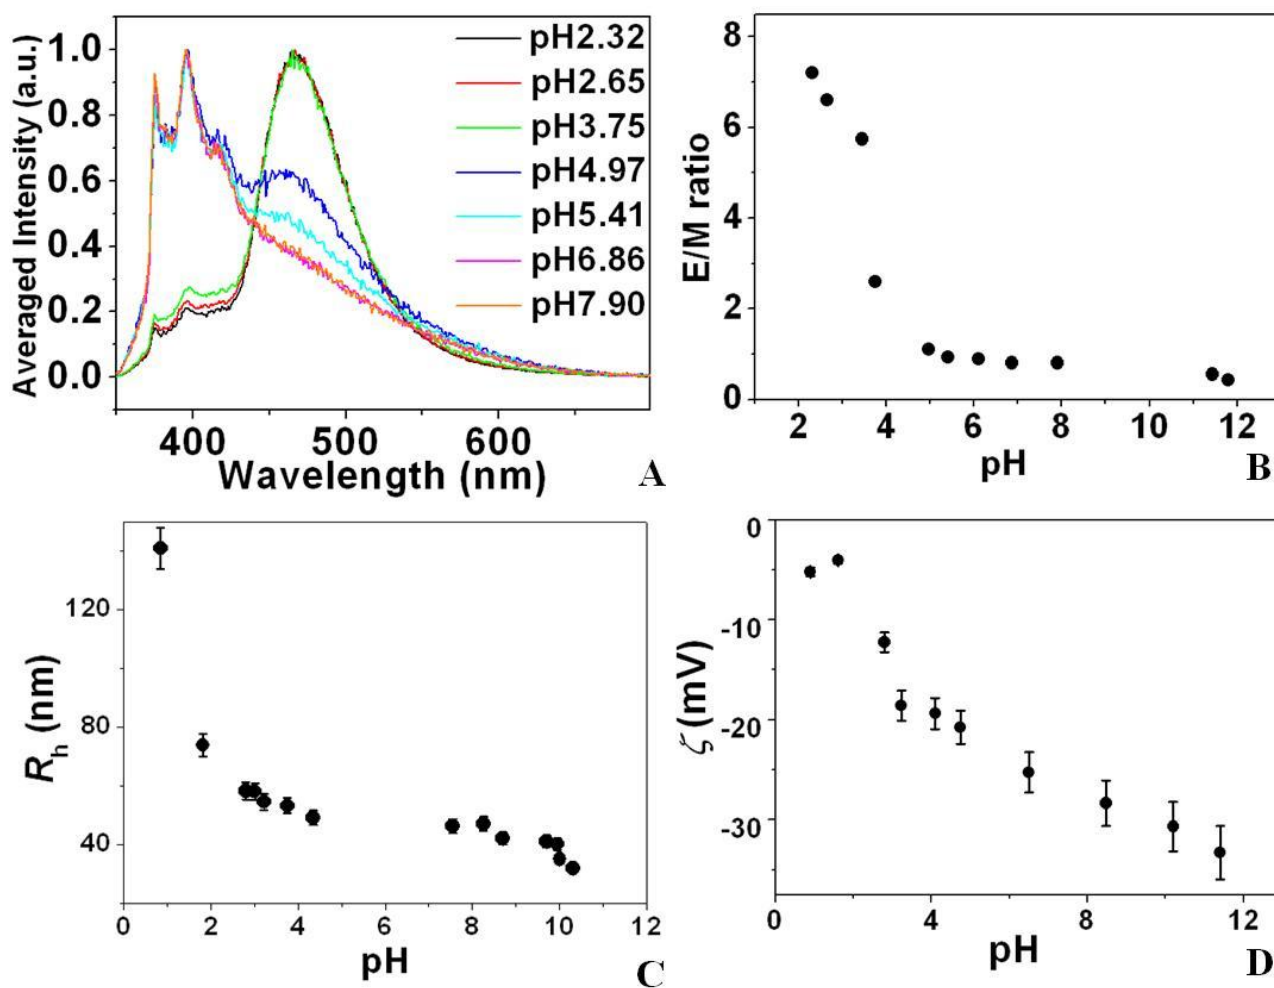 Averaged Intensity (a.u.)
1.0
0.8
0.6
0.4
0.2
0.0
400 500 600
Wavelength (nm)
pH2.32
pH2.65
pH3.75
pH4.97
pH5.41
pH6.86
pH7.90
A
E/M ratio
8
6
4
2
0
2 4 6 8 10 12
pH
B
Rh (nm)
120
80
40
0 2 4 6 8 10 12
pH
C
ζ (mV)
0
-10
-20
-30
0 4 8 12
pH
D